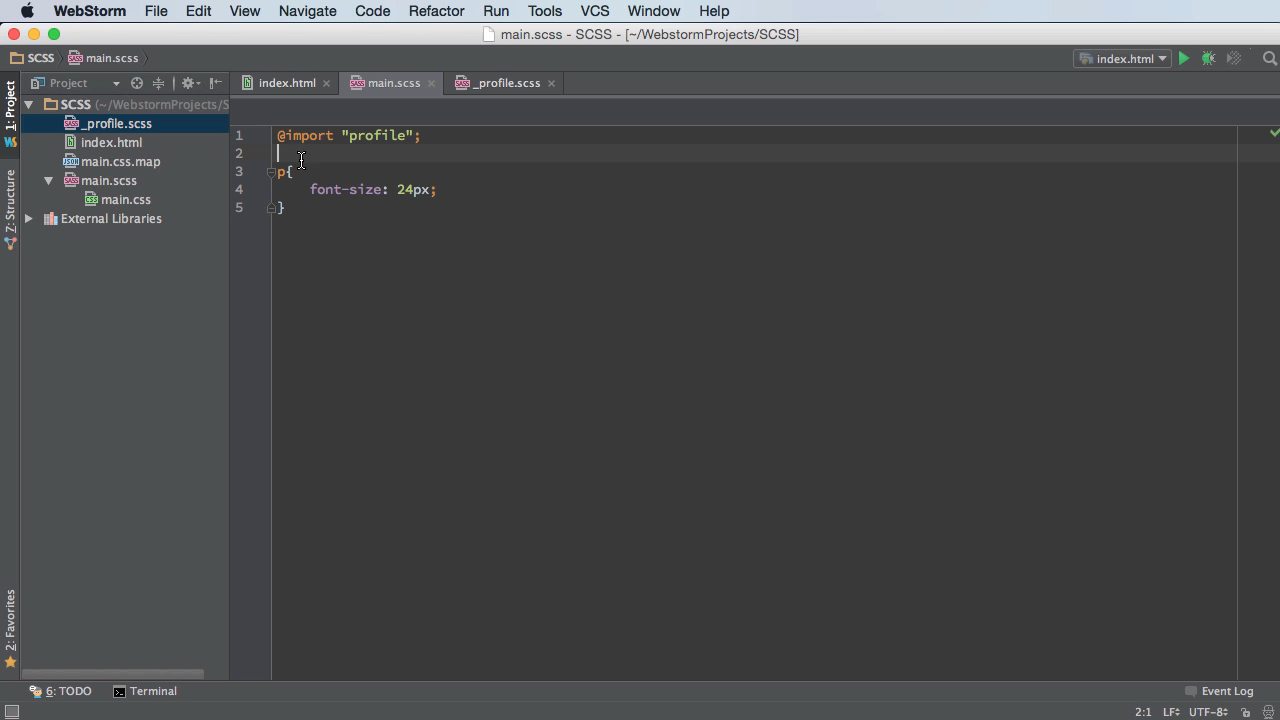 WebStorm File Edit View Navigate Code Refactor Run Tools VCS Window Help
main.scss - SCSS - [~/WebstormProjects/SCSS]
SCSS main.scss index.html
1: Project
Project
index.html main.scss _profile.scss
SCSS (~/WebstormProjects/S
_profile.scss
index.html
main.css.map
main.scss
main.css
External Libraries
Z: Structure
2: Favorites
1 @import "profile";
2
3 p{
4 font-size: 24px;
5 }
6: TODO Terminal Event Log
2:1 LF UTF-8